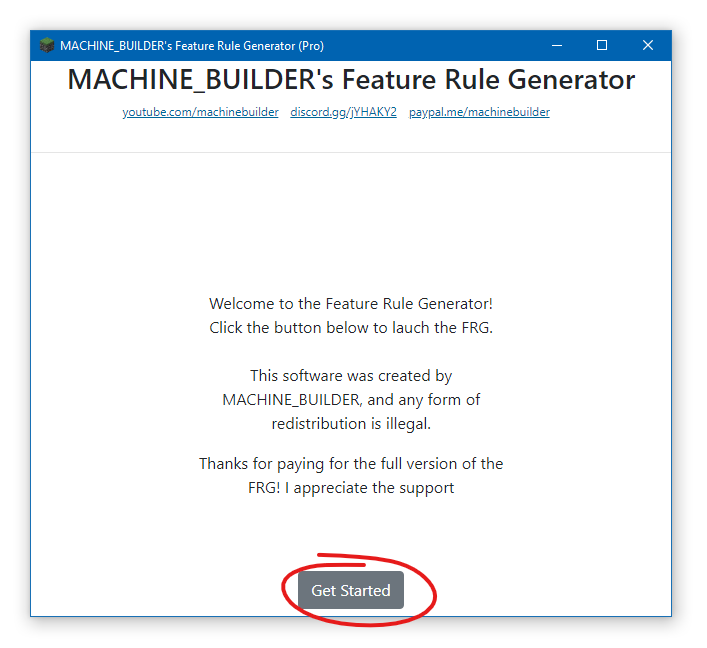 MACHINE_BUILDER's Feature Rule Generator (Pro)
MACHINE_BUILDER's Feature Rule Generator
youtube.com/machinebuilder discord.gg/jYHAKY2 paypal.me/machinebuilder
Welcome to the Feature Rule Generator!
Click the button below to lauch the FRG.
This software was created by
MACHINE_BUILDER, and any form of
redistribution is illegal.
Thanks for paying for the full version of the
FRG! I appreciate the support
Get Started